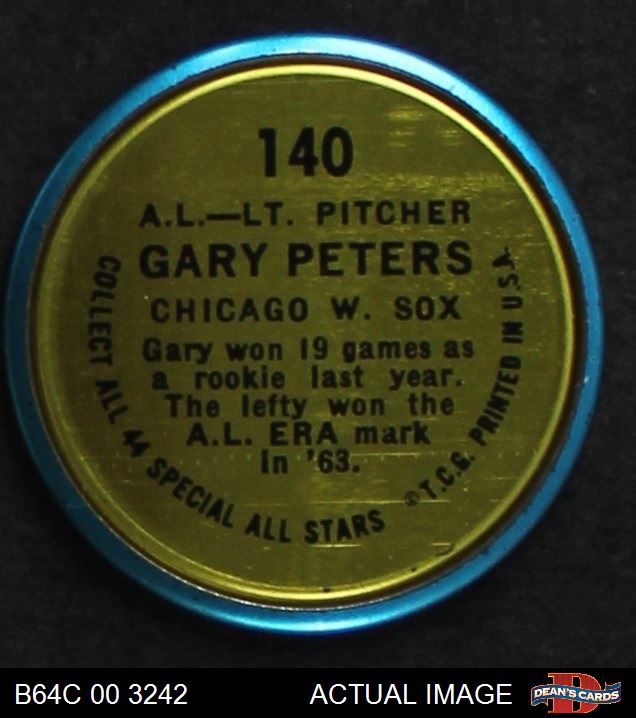 140
A.L.—LT. PITCHER
GARY PETERS
CHICAGO W. SOX
Gary won 19 games as
a rookie last year.
The lefty won the
A.L. ERA mark
in '63.
COLLECT ALL 44 SPECIAL ALL STARS
©T.C.G. PRINTED IN U.S.A.
B64C 00 3242
ACTUAL IMAGE
D
DEAN'S CARDS